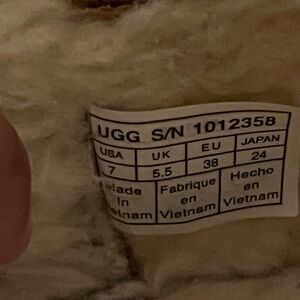 UGG S/N 1012358
USA UK EU JAPAN
7 5.5 38 24
Made Fabrique Hecho
In en en
Vietnam Vietnam Vietnam